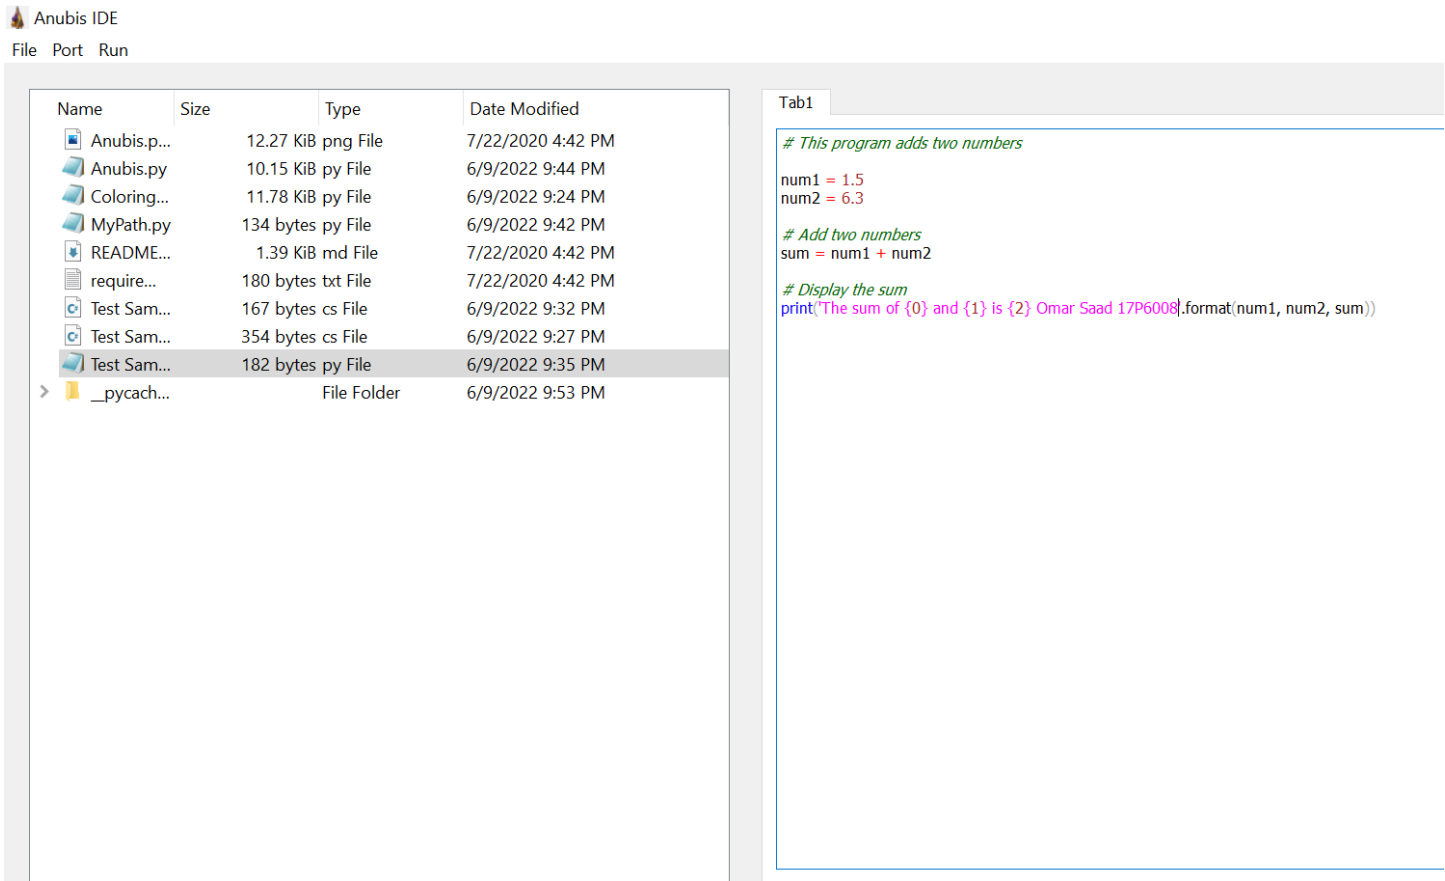 Anubis IDE
File Port Run
Name Size Type Date Modified
Anubis.p... 12.27 KiB png File 7/22/2020 4:42 PM
Anubis.py 10.15 KiB py File 6/9/2022 9:44 PM
Coloring... 11.78 KiB py File 6/9/2022 9:24 PM
MyPath.py 134 bytes py File 6/9/2022 9:42 PM
README... 1.39 KiB md File 7/22/2020 4:42 PM
require... 180 bytes txt File 7/22/2020 4:42 PM
Test Sam... 167 bytes cs File 6/9/2022 9:32 PM
Test Sam... 354 bytes cs File 6/9/2022 9:27 PM
Test Sam... 182 bytes py File 6/9/2022 9:35 PM
__pycach... File Folder 6/9/2022 9:53 PM
Tab1
# This program adds two numbers
num1 = 1.5
num2 = 6.3
# Add two numbers
sum = num1 + num2
# Display the sum
print('The sum of {0} and {1} is {2} Omar Saad 17P6008'.format(num1, num2, sum))